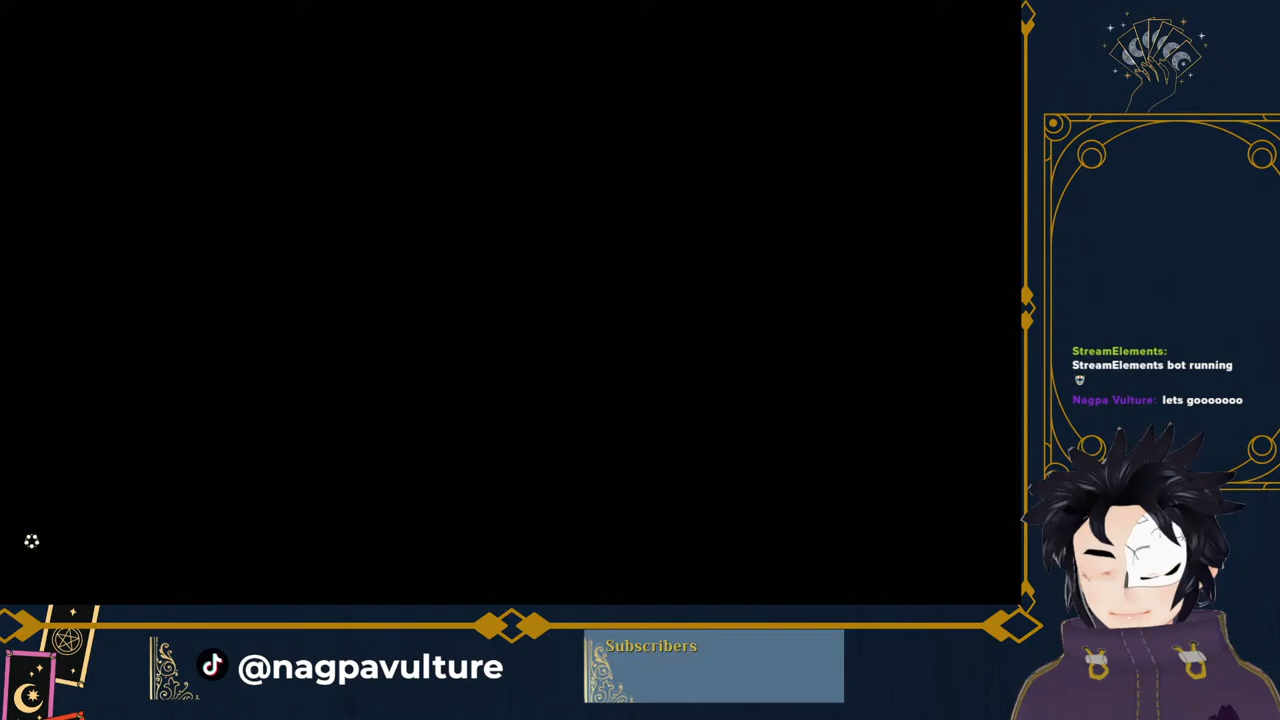 StreamElements:
StreamElements bot running
Nagpa Vulture: lets gooooooo
@nagpavulture
Subscribers